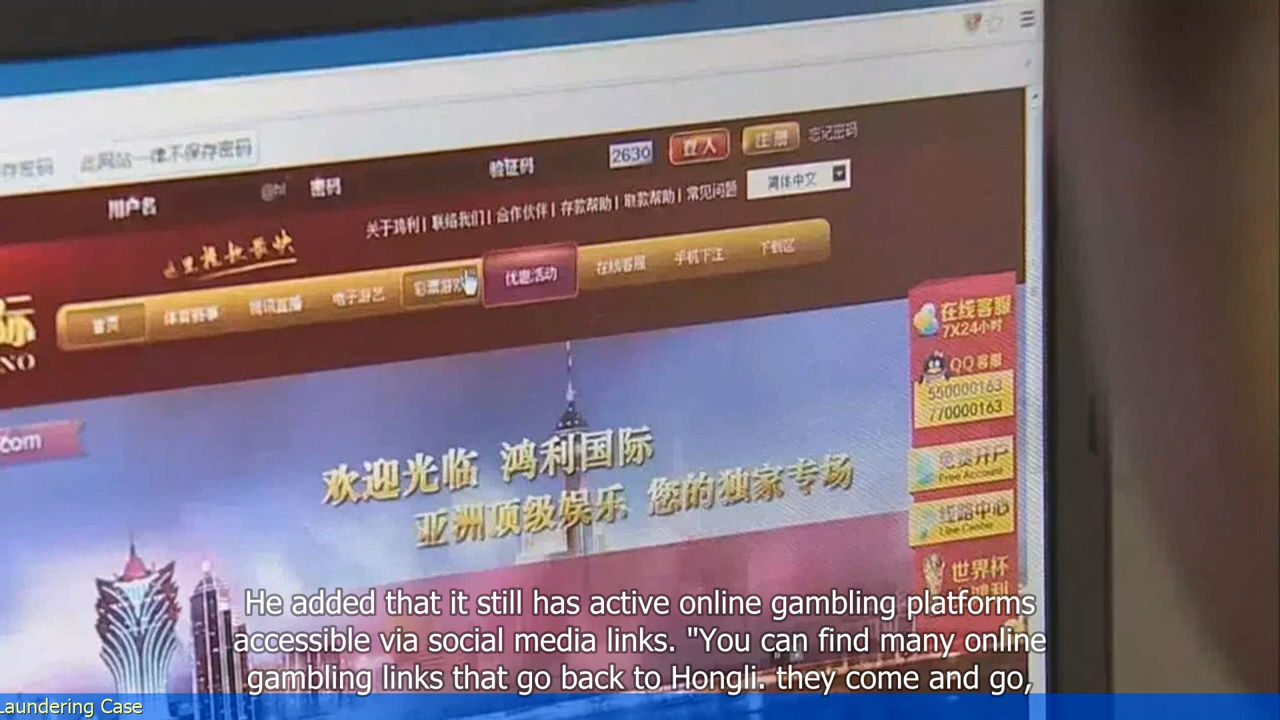 存密码 此网站一律不保存密码
用户名 @hl 密码 验证码 2630 登入 注册 忘记密码
关于鸿利 | 联络我们 | 合作伙伴 | 存款帮助 | 取款帮助 | 常见问题 简体中文
首页 体育赛事 视讯直播 电子游艺 彩票游戏 优惠活动 在线客服 手机下注 下载区
际
NO
.com
欢迎光临 鸿利国际
亚洲顶级娱乐 您的独家专场
在线客服
7X24小时
QQ客服
550000163
770000163
免费开户
Free Account
线路中心
Line Center
世界杯
He added that it still has active online gambling platforms
accessible via social media links. "You can find many online
gambling links that go back to Hongli. they come and go,
Laundering Case